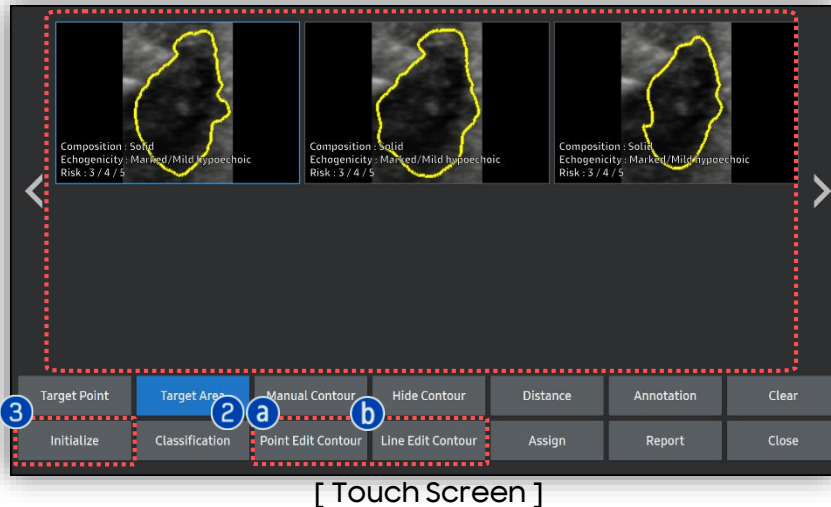 Composition : Solid
Echogenicity : Marked/Mild hypoechoic
Risk : 3 / 4 / 5
Composition : Solid
Echogenicity : Marked/Mild hypoechoic
Risk : 3 / 4 / 5
Composition : Solid
Echogenicity : Marked/Mild hypoechoic
Risk : 3 / 4 / 5
Target Point Target Area Manual Contour Hide Contour Distance Annotation Clear
3 2 a b
Initialize Classification Point Edit Contour Line Edit Contour Assign Report Close
[ Touch Screen ]